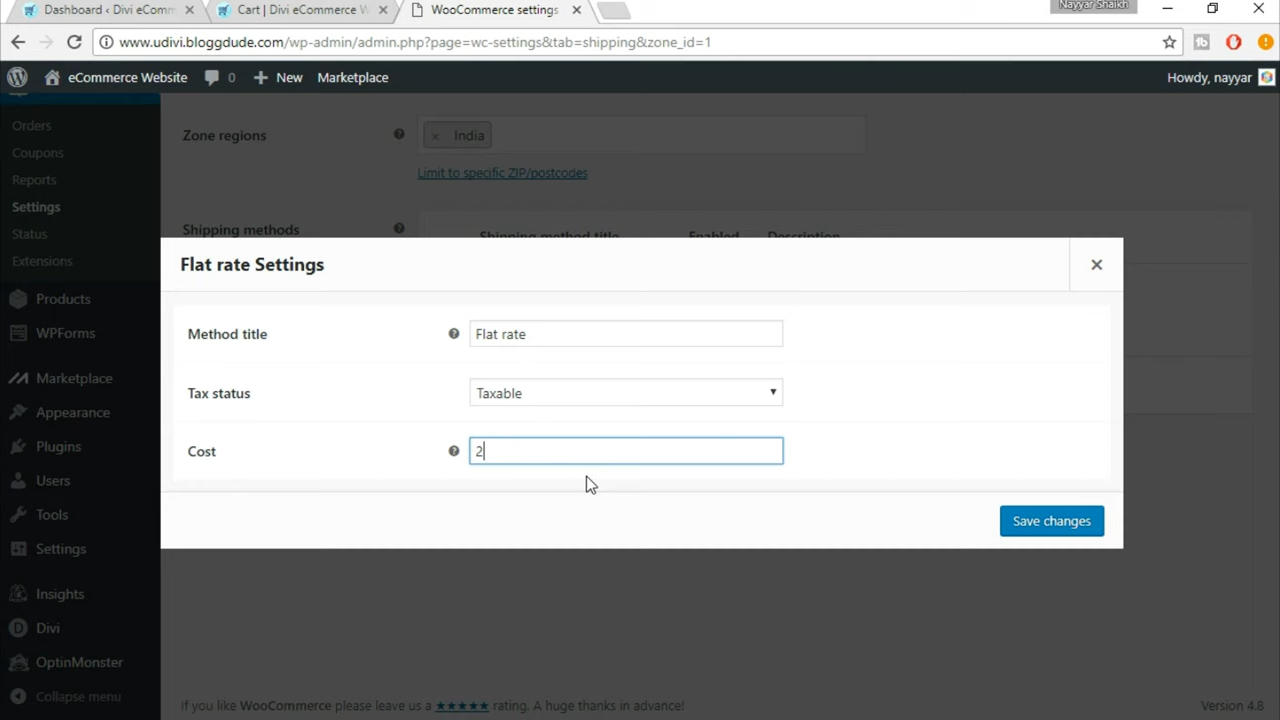 Dashboard ‹ Divi eComm
Cart | Divi eCommerce W
WooCommerce settings
Nayyar Shaikh
www.udivi.bloggdude.com/wp-admin/admin.php?page=wc-settings&tab=shipping&zone_id=1
eCommerce Website
0
New
Marketplace
Howdy, nayyar
Orders
Coupons
Reports
Settings
Status
Extensions
Products
WPForms
Marketplace
Appearance
Plugins
Users
Tools
Settings
Insights
Divi
OptinMonster
Collapse menu
Zone regions
× India
Limit to specific ZIP/postcodes
Shipping methods
Shipping method title
Enabled
Description
Flat rate Settings
Method title
Flat rate
Tax status
Taxable
Cost
2
Save changes
If you like WooCommerce please leave us a ★★★★★ rating. A huge thanks in advance!
Version 4.8